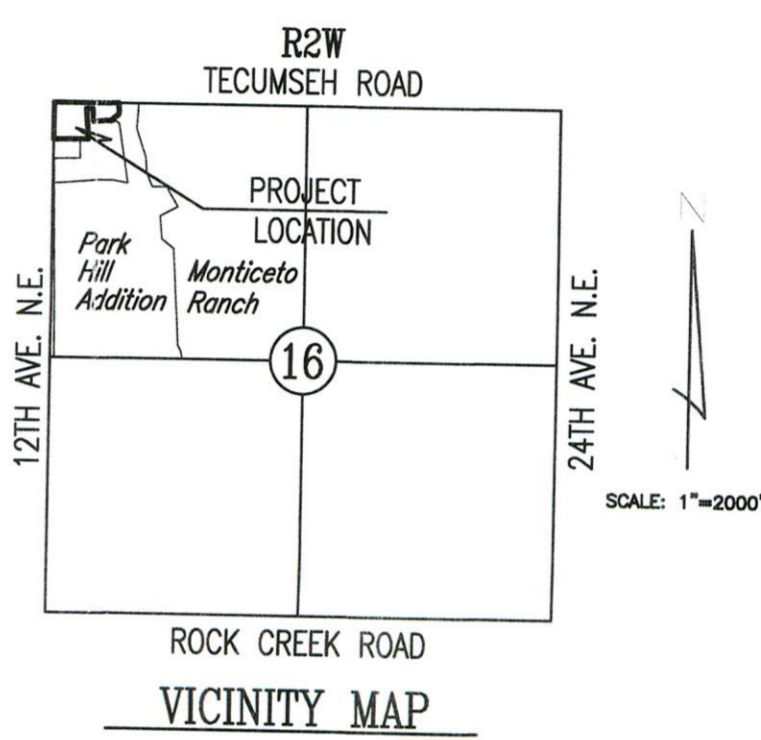 R2W
TECUMSEH ROAD
PROJECT
LOCATION
Park
Hill
Addition
Monticeto
Ranch
12TH AVE. N.E.
16
24TH AVE. N.E.
N
SCALE: 1"=2000'
ROCK CREEK ROAD
VICINITY MAP